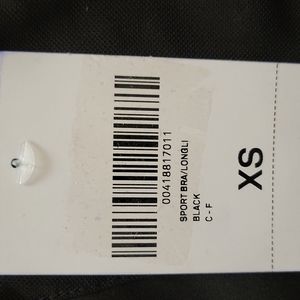 00418817011
SPORT BRA/LONGLI
BLACK
C - F
XS